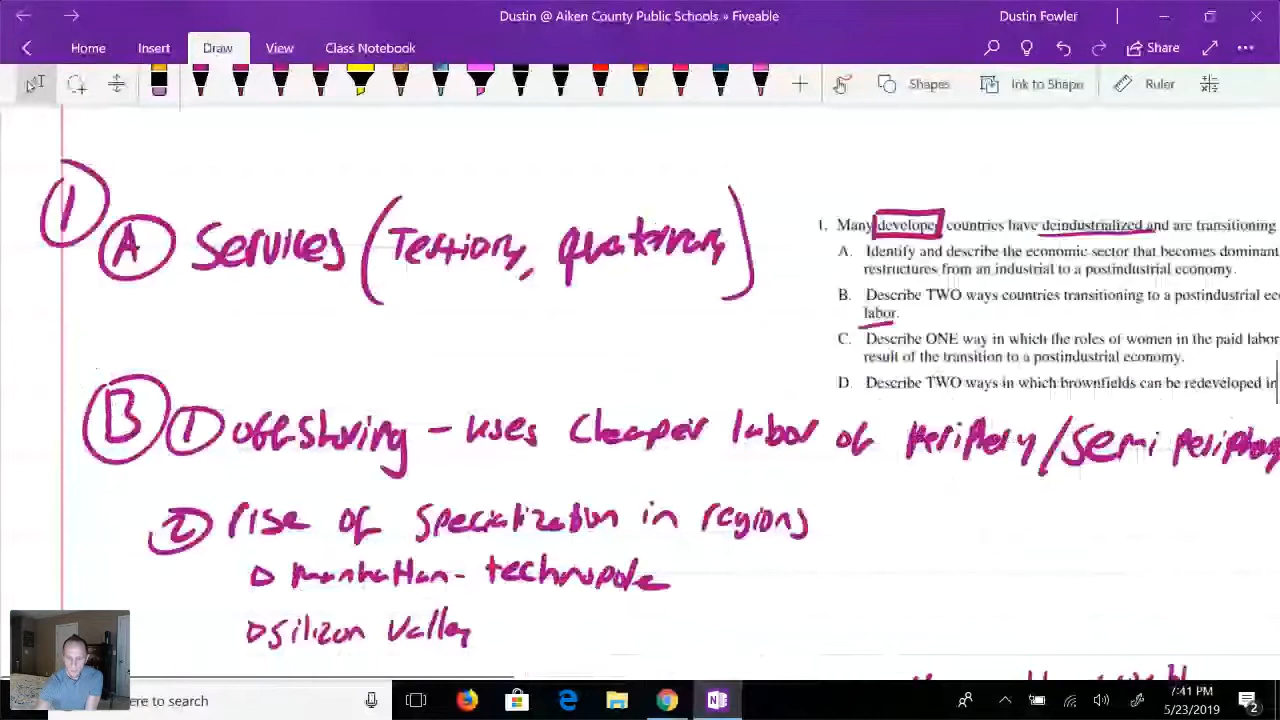 Dustin @ Aiken County Public Schools » Fiveable
Dustin Fowler
Home Insert Draw View Class Notebook
Share
Shapes Ink to Shape Ruler
1
A Services (Tertiary, quaternary)
1. Many developed countries have deindustrialized and are transitioning
A. Identify and describe the economic sector that becomes dominant
restructures from an industrial to a postindustrial economy.
B. Describe TWO ways countries transitioning to a postindustrial ec
labor.
C. Describe ONE way in which the roles of women in the paid labor
result of the transition to a postindustrial economy.
D. Describe TWO ways in which brownfields can be redeveloped in
B 1 offshoring - uses cheaper labor of Periphery/Semi periphery
2 rise of specialization in regions
manhattan - technopole
silicon valley
here to search
7:41 PM
5/23/2019
2